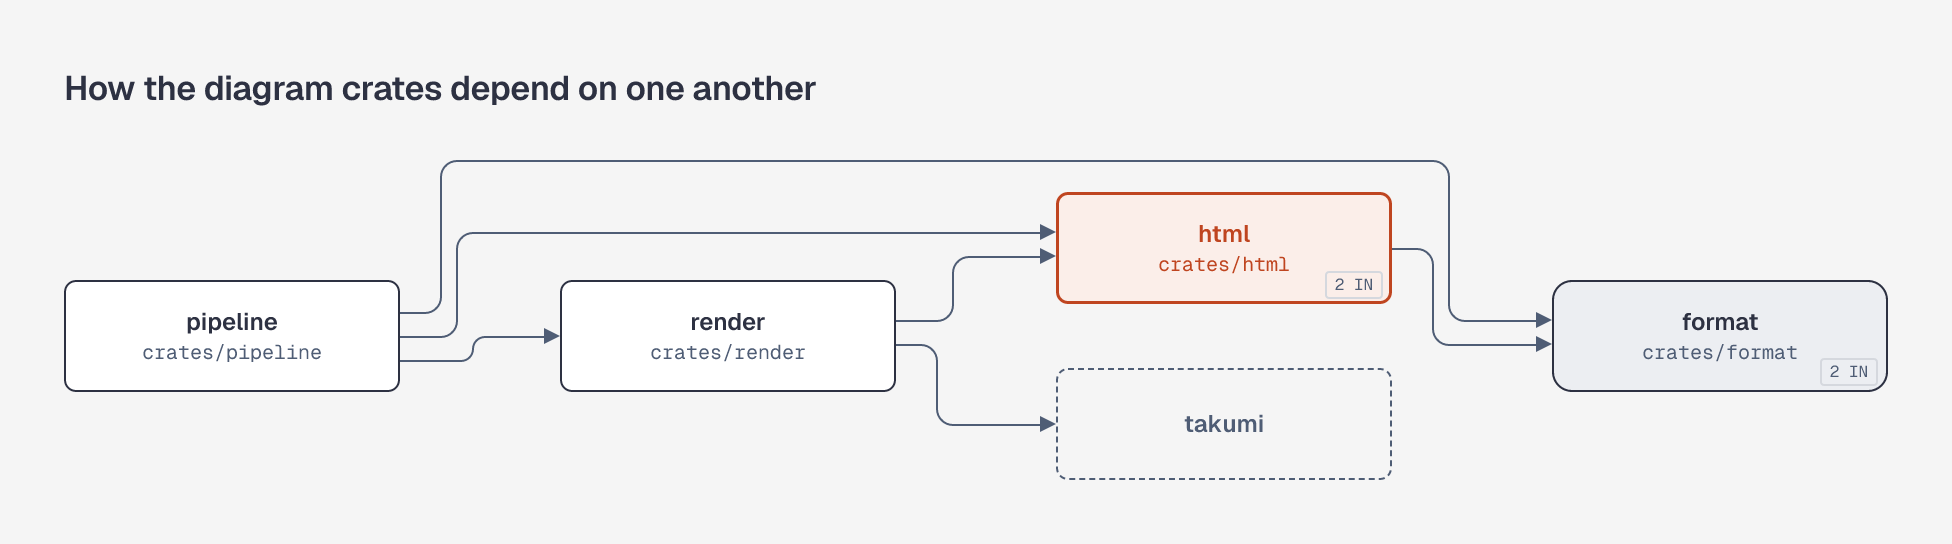 How the diagram crates depend on one another
pipeline
crates/pipeline
render
crates/render
html
crates/html
2 IN
takumi
format
crates/format
2 IN